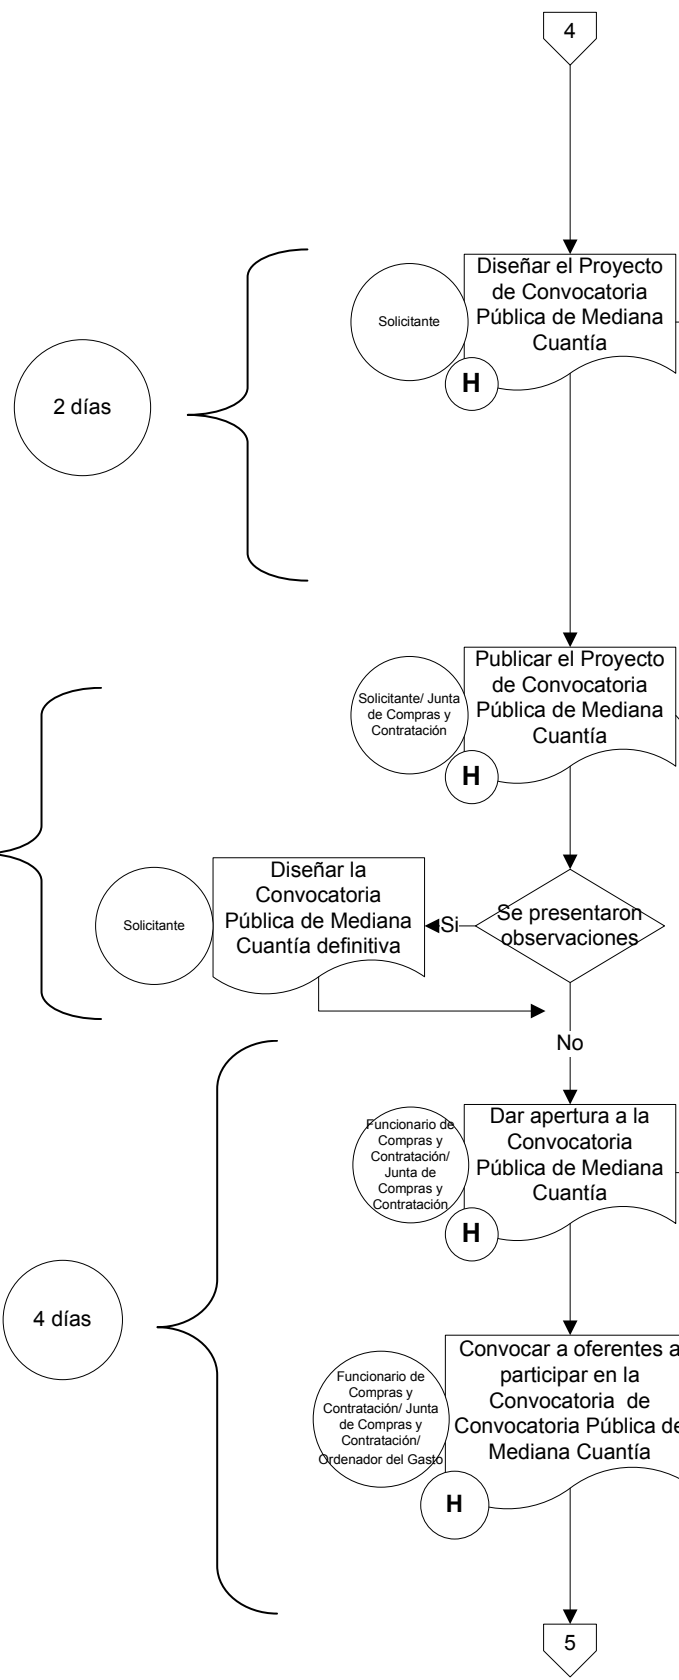 4
Diseñar el Proyecto
de Convocatoria
Pública de Mediana
Cuantía
Solicitante
H
2 días
Publicar el Proyecto
de Convocatoria
Pública de Mediana
Cuantía
Solicitante/ Junta
de Compras y
Contratación
H
Se presentaron
observaciones
Si
Diseñar la
Convocatoria
Pública de Mediana
Cuantía definitiva
Solicitante
No
Dar apertura a la
Convocatoria
Pública de Mediana
Cuantía
Funcionario de
Compras y
Contratación/
Junta de
Compras y
Contratación
H
4 días
Convocar a oferentes a
participar en la
Convocatoria de
Convocatoria Pública de
Mediana Cuantía
Funcionario de
Compras y
Contratación/ Junta
de Compras y
Contratación/
Ordenador del Gasto
H
5